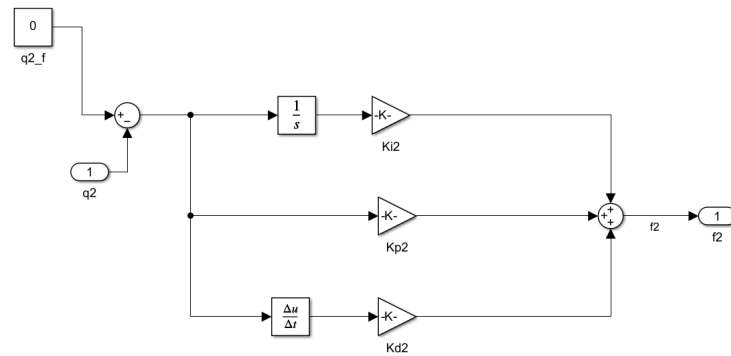 0
q2_f
+
−
1
q2
1
s
-K-
Ki2
-K-
Kp2
+
+
+
f2
1
f2
Δu
Δt
-K-
Kd2